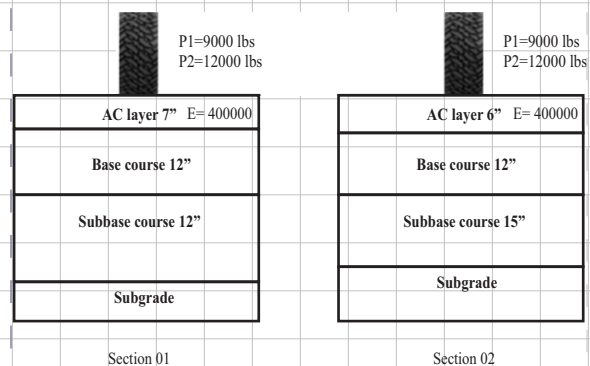 P1=9000 lbs
P2=12000 lbs
AC layer 7” E= 400000
Base course 12”
Subbase course 12”
Subgrade
Section 01
P1=9000 lbs
P2=12000 lbs
AC layer 6” E= 400000
Base course 12”
Subbase course 15”
Subgrade
Section 02